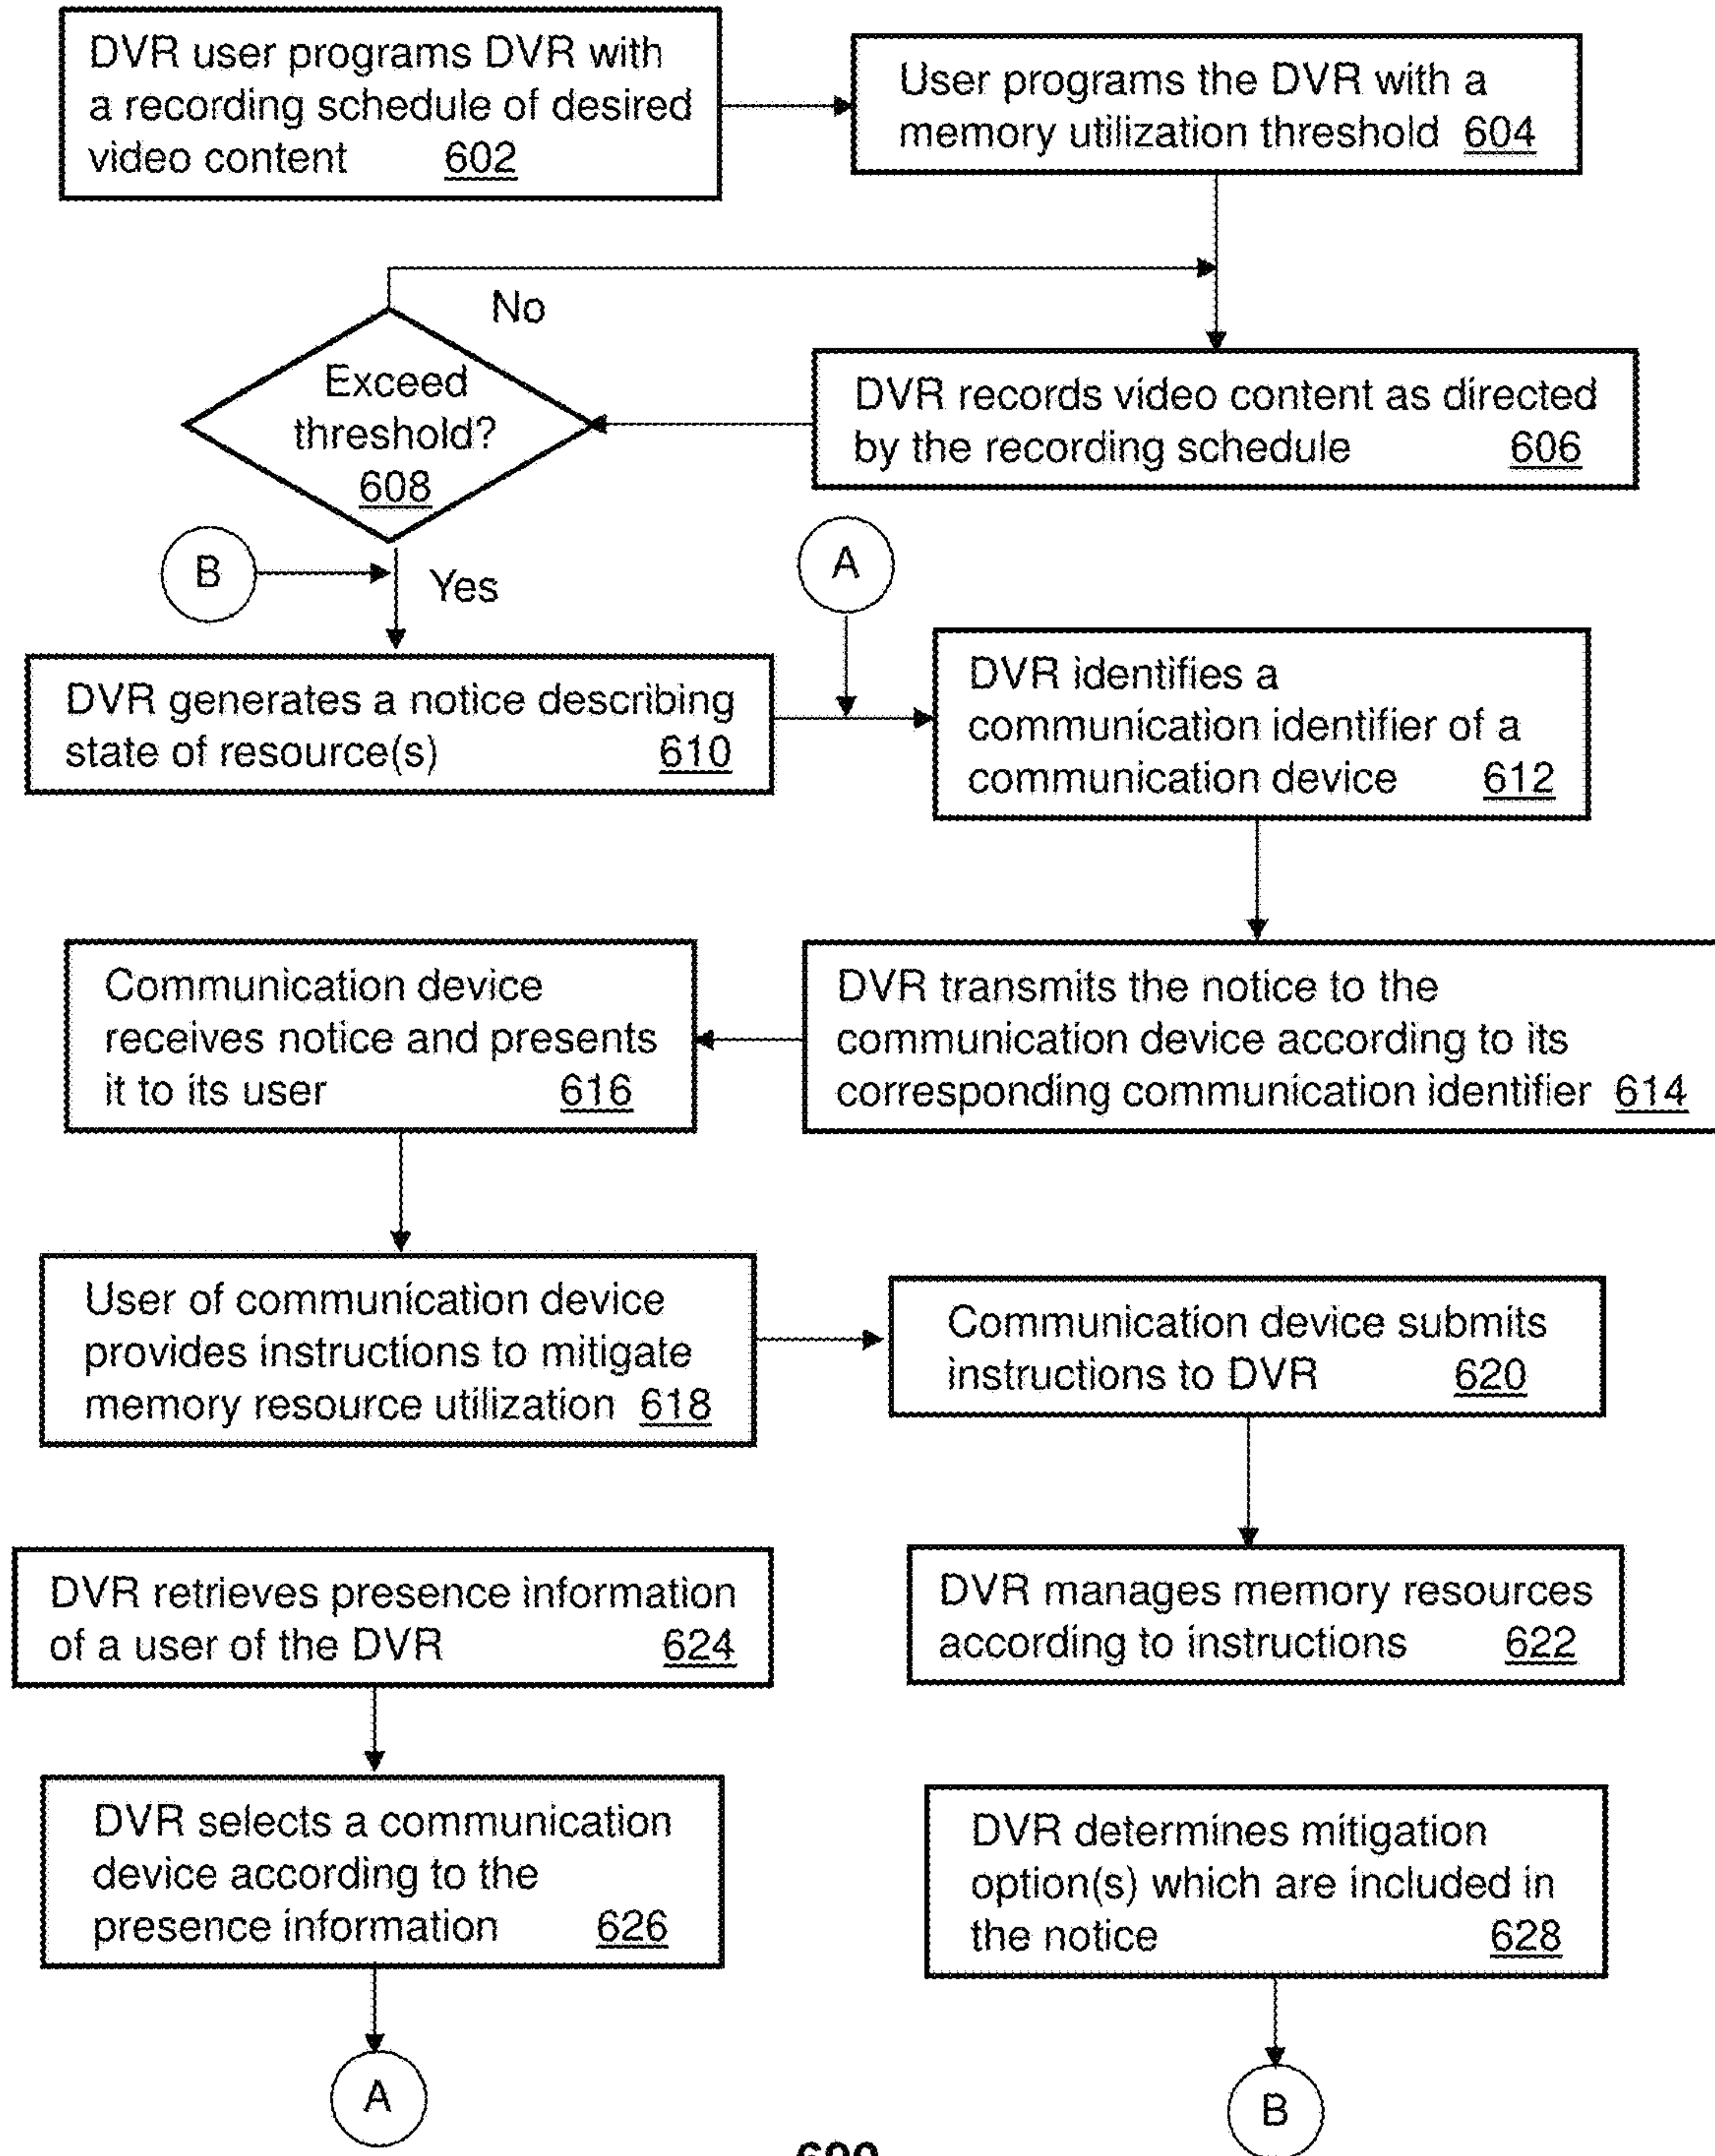 DVR user programs DVR with
a recording schedule of desired
video content 602
User programs the DVR with a
memory utilization threshold 604
No
Exceed
threshold?
608
DVR records video content as directed
by the recording schedule 606
B
Yes
A
DVR generates a notice describing
state of resource(s) 610
DVR identifies a
communication identifier of a
communication device 612
Communication device
receives notice and presents
it to its user 616
DVR transmits the notice to the
communication device according to its
corresponding communication identifier 614
User of communication device
provides instructions to mitigate
memory resource utilization 618
Communication device submits
instructions to DVR 620
DVR retrieves presence information
of a user of the DVR 624
DVR manages memory resources
according to instructions 622
DVR selects a communication
device according to the
presence information 626
DVR determines mitigation
option(s) which are included in
the notice 628
A
B